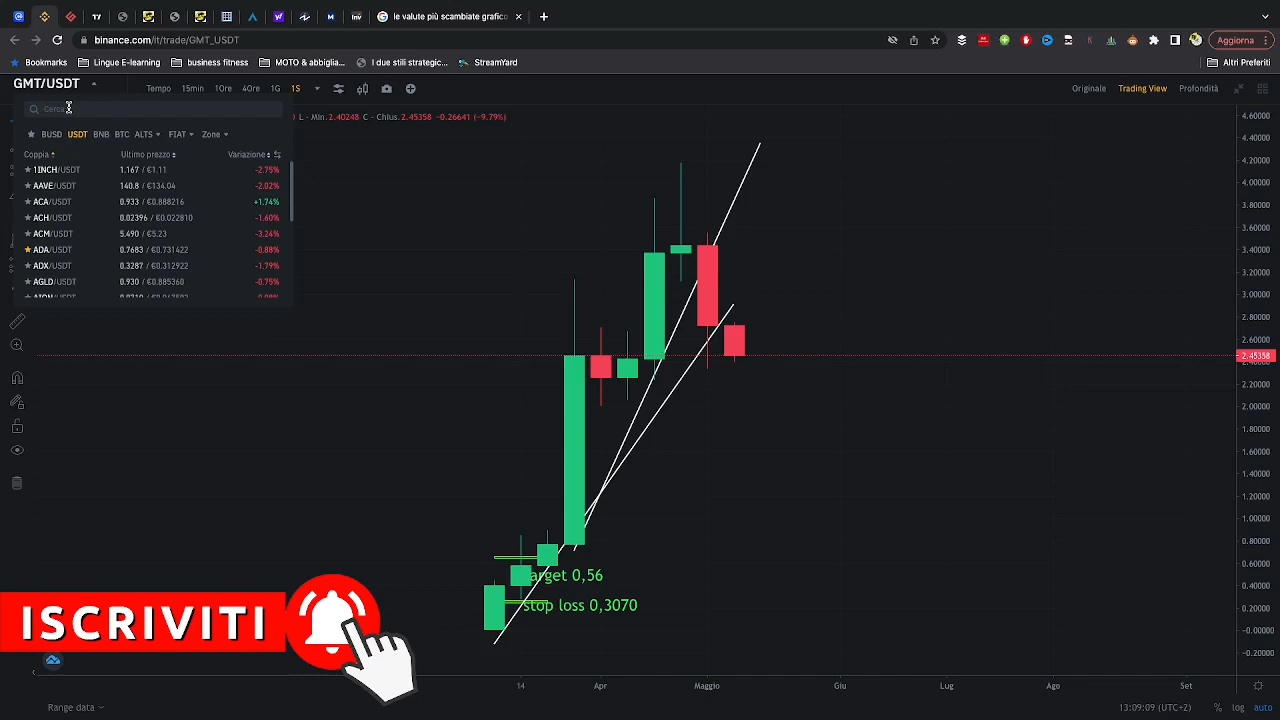 le valute più scambiate grafico
binance.com/it/trade/GMT_USDT
Aggiorna
Bookmarks
Lingue E-learning
business fitness
MOTO & abbiglia...
I due stili strategic...
StreamYard
Altri Preferiti
GMT/USDT
Tempo 15min 1Ore 4Ore 1G 1S
Originale Trading View Profondità
L - Min. 2.40248 C - Chius. 2.45358 -0.26641 (-9.79%)
Cerca
BUSD USDT BNB BTC ALTS FIAT Zone
Coppia Ultimo prezzo Variazione
1INCH/USDT 1.167 / €1.11 -2.75%
AAVE/USDT 140.8 / €134.04 -2.02%
ACA/USDT 0.933 / €0.888216 +1.74%
ACH/USDT 0.02396 / €0.022810 -1.60%
ACM/USDT 5.490 / €5.23 -3.24%
ADA/USDT 0.7683 / €0.731422 -0.88%
ADX/USDT 0.3287 / €0.312922 -1.79%
AGLD/USDT 0.930 / €0.885360 -0.75%
4.60000
4.40000
4.20000
4.00000
3.80000
3.60000
3.40000
3.20000
3.00000
2.80000
2.60000
2.45358
2.20000
2.00000
1.80000
1.60000
1.40000
1.20000
1.00000
0.80000
0.60000
0.40000
0.20000
-0.00000
-0.20000
arget 0,56
stop loss 0,3070
ISCRIVITI
14 Apr Maggio Giu Lug Ago Set
Range data
13:09:09 (UTC+2) % log auto